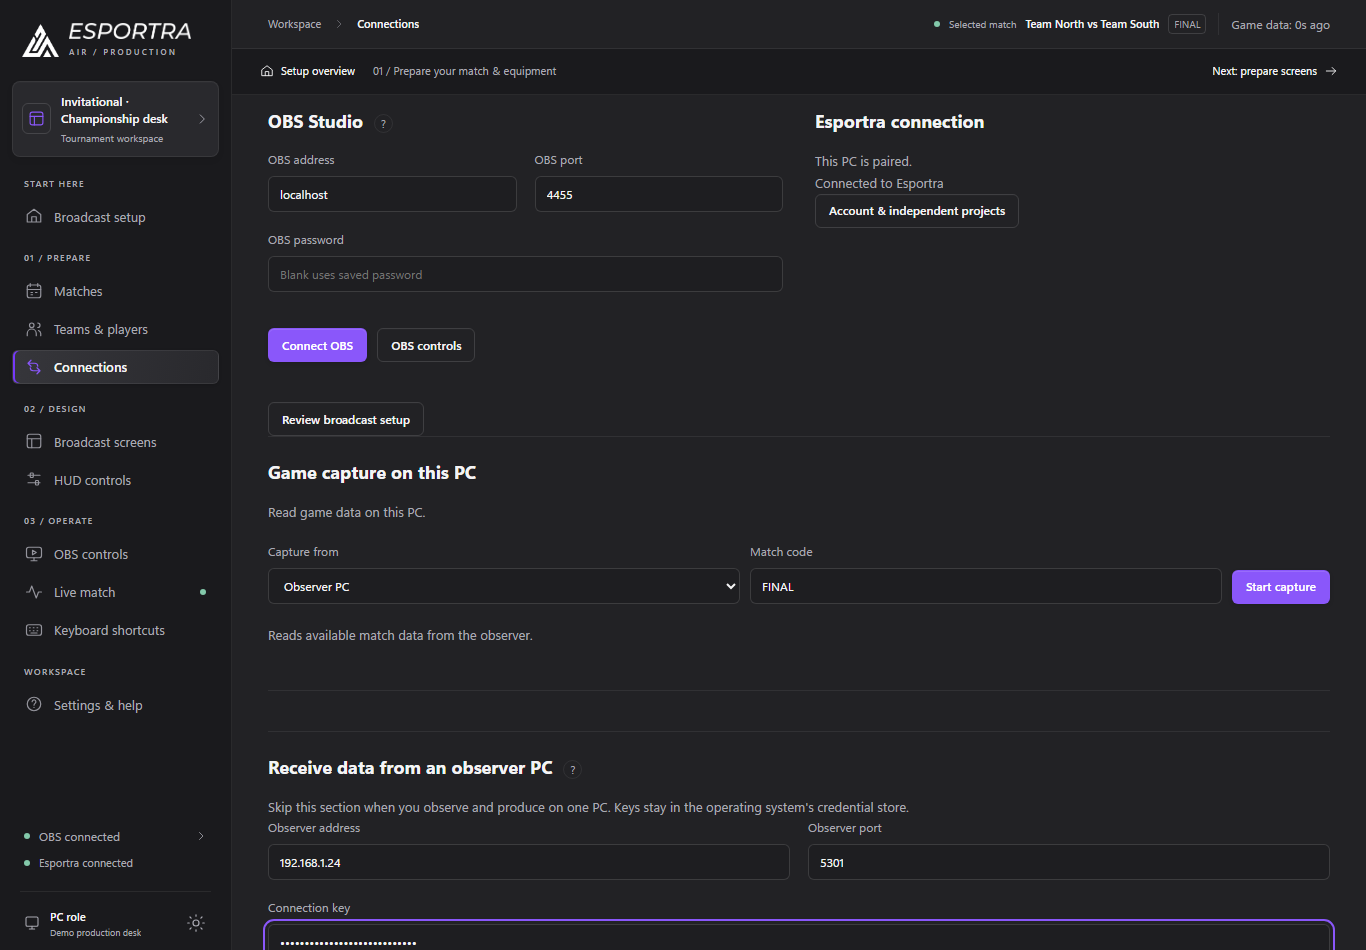 ESPORTRA
AIR / PRODUCTION
Invitational ·
Championship desk
Tournament workspace
START HERE
Broadcast setup
01 / PREPARE
Matches
Teams & players
Connections
02 / DESIGN
Broadcast screens
HUD controls
03 / OPERATE
OBS controls
Live match
Keyboard shortcuts
WORKSPACE
Settings & help
OBS connected
Esportra connected
PC role
Demo production desk
Workspace
Connections
Selected match Team North vs Team South FINAL Game data: 0s ago
Setup overview 01 / Prepare your match & equipment
Next: prepare screens
OBS Studio ?
OBS address
OBS port
localhost
4455
OBS password
Blank uses saved password
Connect OBS
OBS controls
Review broadcast setup
Esportra connection
This PC is paired.
Connected to Esportra
Account & independent projects
Game capture on this PC
Read game data on this PC.
Capture from
Match code
Observer PC
FINAL
Start capture
Reads available match data from the observer.
Receive data from an observer PC ?
Skip this section when you observe and produce on one PC. Keys stay in the operating system's credential store.
Observer address
Observer port
192.168.1.24
5301
Connection key